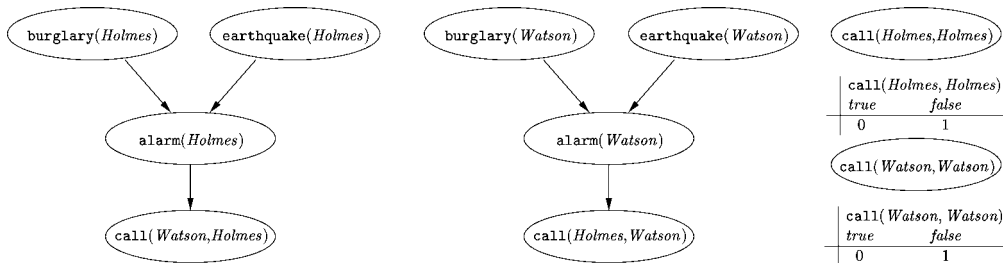 burglary(Holmes)
earthquake(Holmes)
alarm(Holmes)
call(Watson,Holmes)
burglary(Watson)
earthquake(Watson)
alarm(Watson)
call(Holmes,Watson)
call(Holmes,Holmes)
call(Holmes, Holmes)
true false
0 1
call(Watson,Watson)
call(Watson, Watson)
true false
0 1